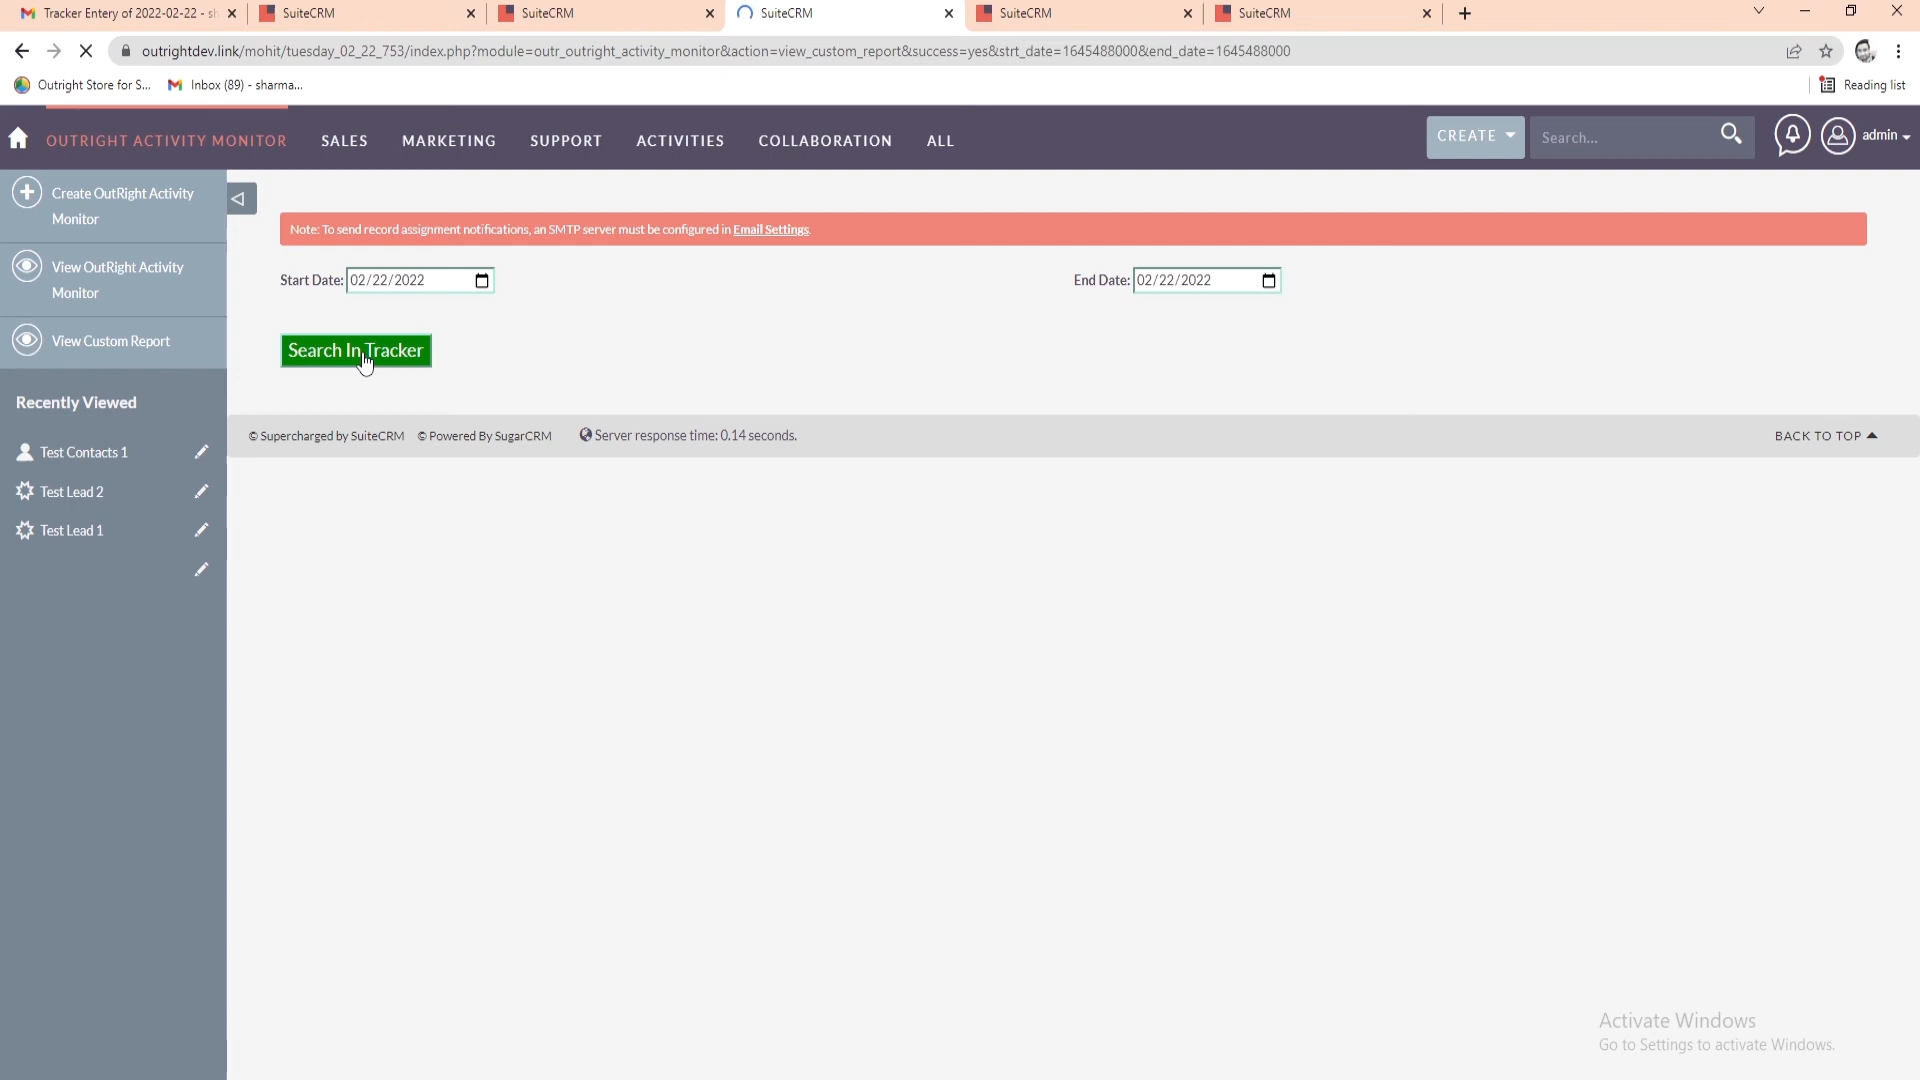 Tracker Entery of 2022-02-22 - sh
SuiteCRM
SuiteCRM
SuiteCRM
SuiteCRM
SuiteCRM
outrightdev.link/mohit/tuesday_02_22_753/index.php?module=outr_outright_activity_monitor&action=view_custom_report&success=yes&strt_date=1645488000&end_date=1645488000
Outright Store for S...
Inbox (89) - sharma...
Reading list
OUTRIGHT ACTIVITY MONITOR
SALES
MARKETING
SUPPORT
ACTIVITIES
COLLABORATION
ALL
CREATE
Search...
admin
Create OutRight Activity
Monitor
View OutRight Activity
Monitor
View Custom Report
Recently Viewed
Test Contacts 1
Test Lead 2
Test Lead 1
Note: To send record assignment notifications, an SMTP server must be configured in Email Settings.
Start Date: 02/22/2022
End Date: 02/22/2022
Search In Tracker
© Supercharged by SuiteCRM © Powered By SugarCRM
Server response time: 0.14 seconds.
BACK TO TOP
Activate Windows
Go to Settings to activate Windows.